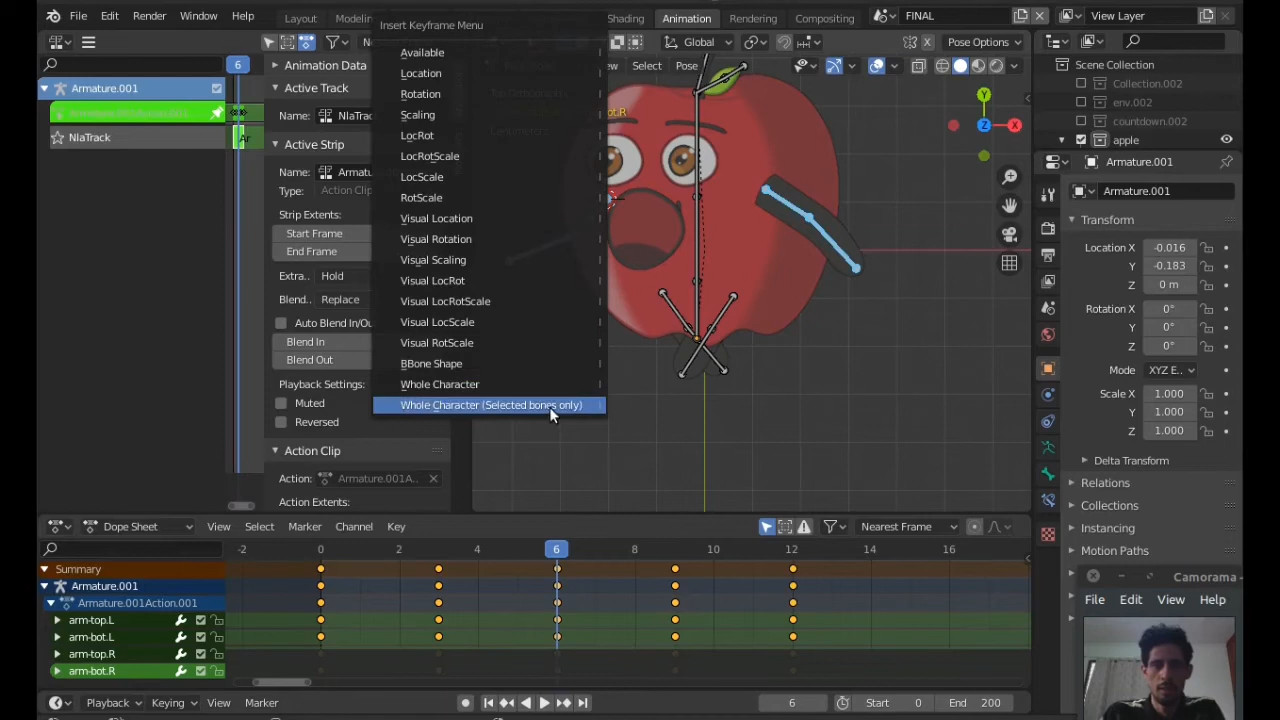 File Edit Render Window Help
Layout
Shading Animation Rendering Compositing
FINAL
View Layer
Insert Keyframe Menu
Available
Location
Rotation
Scaling
LocRot
LocRotScale
LocScale
RotScale
Visual Location
Visual Rotation
Visual Scaling
Visual LocRot
Visual LocRotScale
Visual LocScale
Visual RotScale
BBone Shape
Whole Character
Whole Character (Selected bones only)
Global
Pose Options
Pose
6
Animation Data
Armature.001
Active Track
Name: NlaTrac
NlaTrack
Active Strip
Name: Armatu
Type: Action Clip
Strip Extents:
Start Frame
End Frame
Extra.. Hold
Blend.. Replace
Auto Blend In/Ou
Blend In
Blend Out
Playback Settings:
Muted
Reversed
Action Clip
Action: Armature.001A..
Action Extents:
Y
Z
X
Scene Collection
Collection.002
env.002
countdown.002
apple
Armature.001
Armature.001
Transform
Location X -0.016
Y -0.183
Z 0 m
Rotation X 0°
Y 0°
Z 0°
Mode XYZ E..
Scale X 1.000
Y 1.000
Z 1.000
Delta Transform
Relations
Collections
Instancing
Motion Paths
Dope Sheet View Select Marker Channel Key
Nearest Frame
-2 0 2 4 6 8 10 12 14 16
Summary
Armature.001
Armature.001Action.001
arm-top.L
arm-bot.L
arm-top.R
arm-bot.R
Camorama -
File Edit View Help
Playback Keying View Marker
6
Start 0
End 200